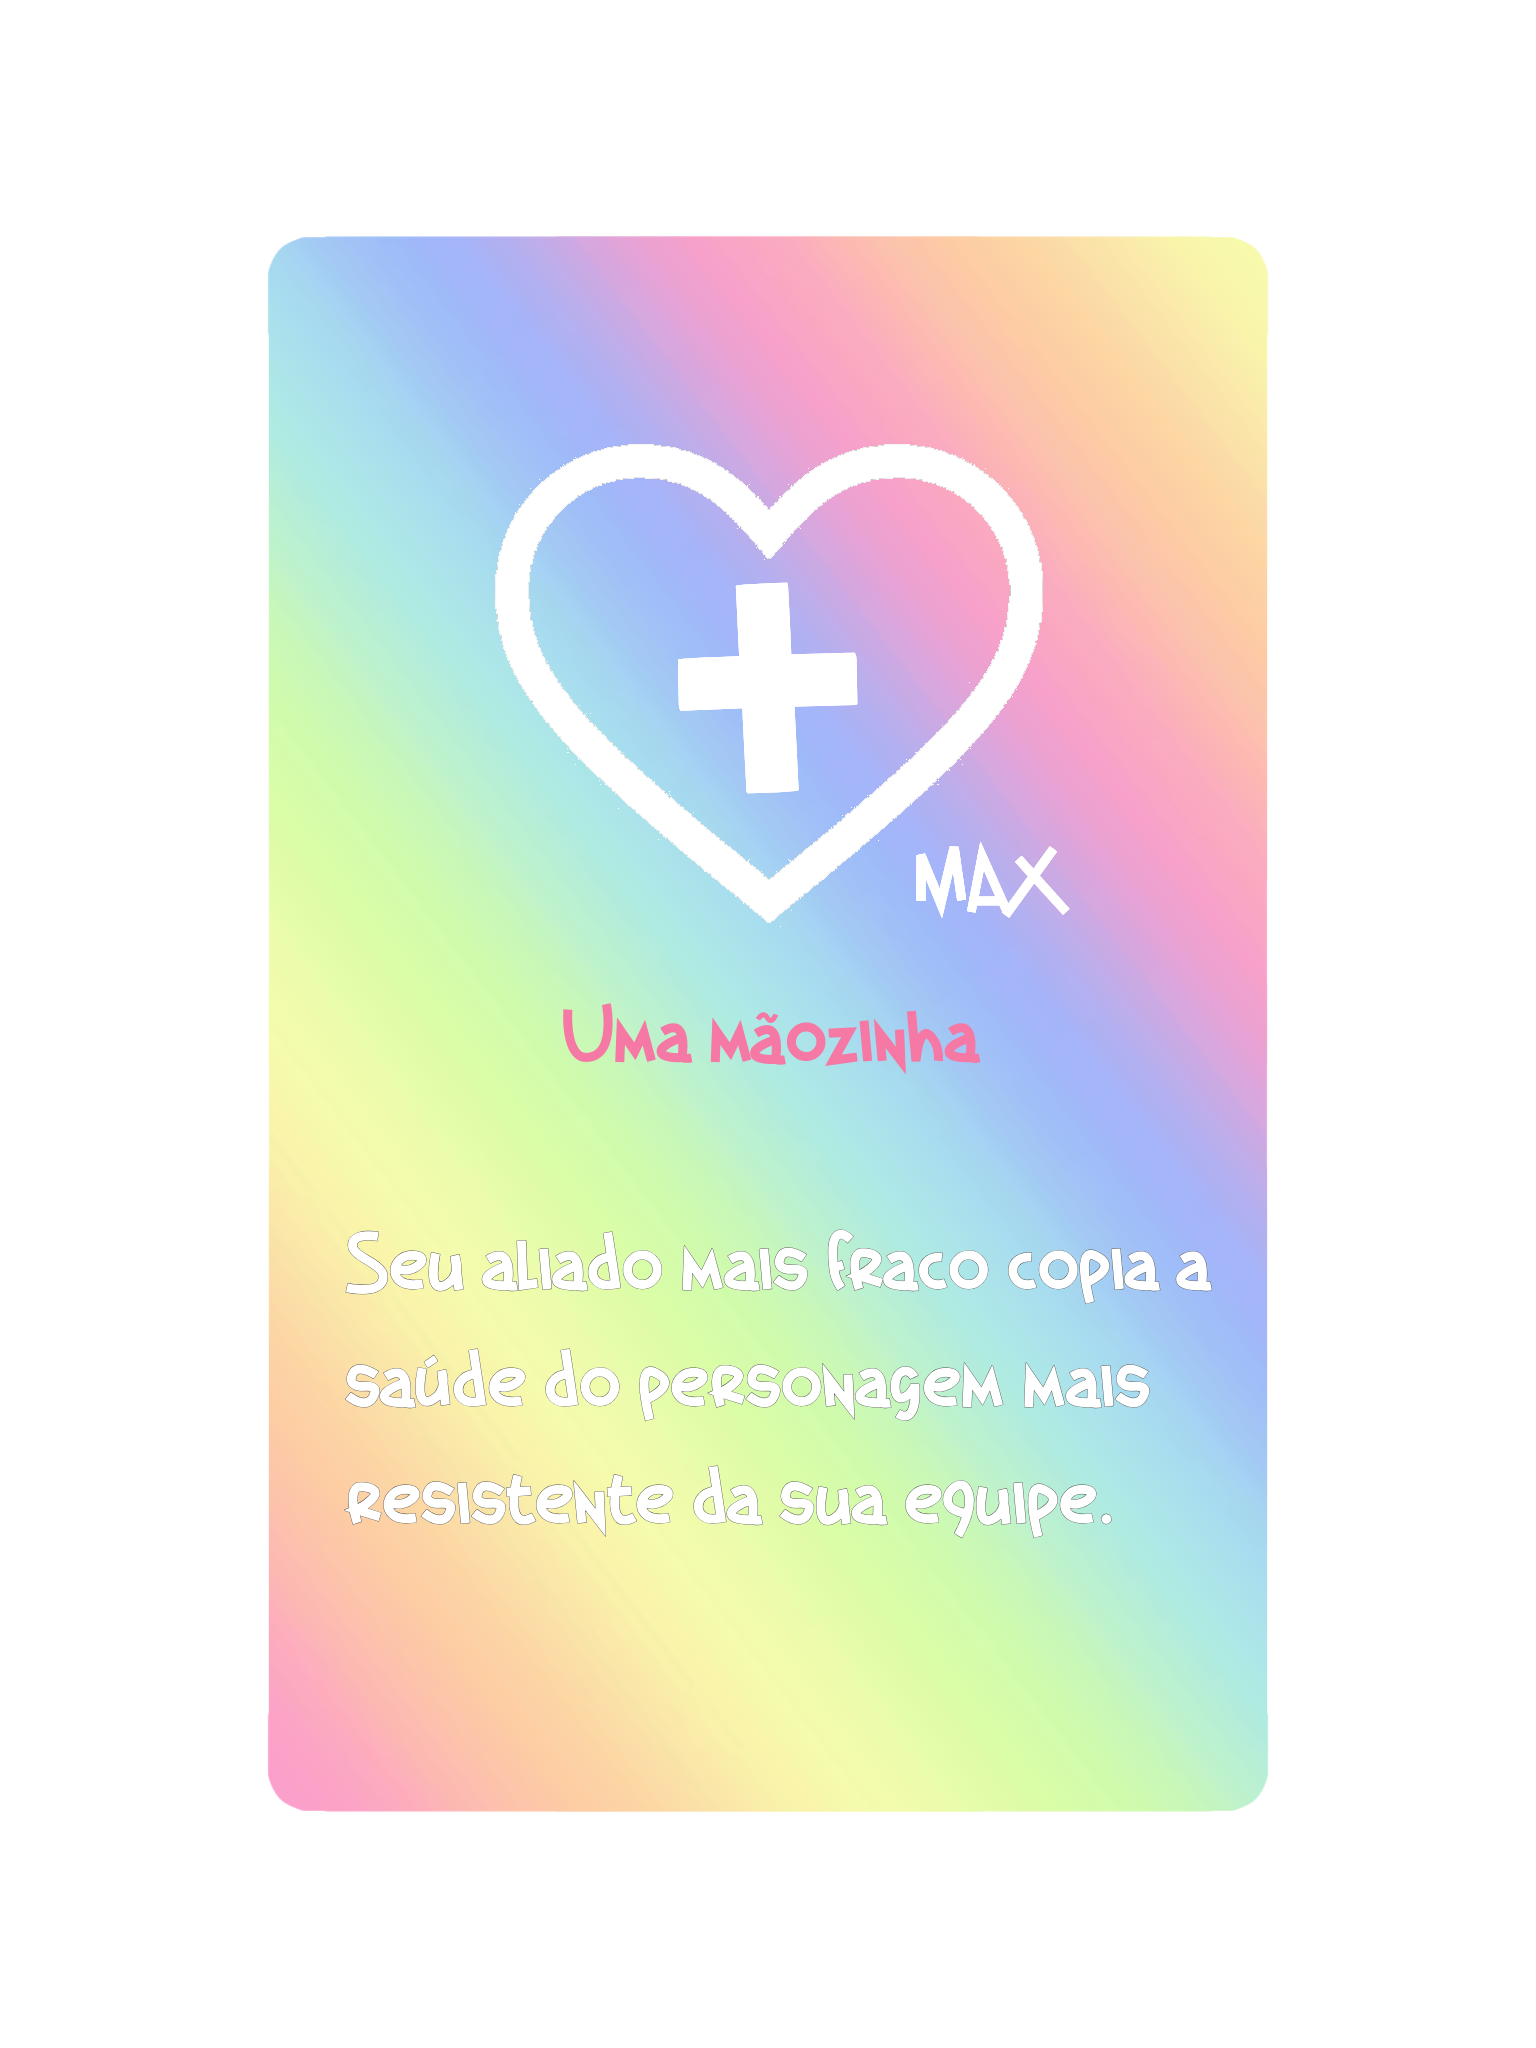 MAX
Uma mãozinha
Seu aliado mais fraco copia a
saúde do personagem mais
resistente da sua equipe.